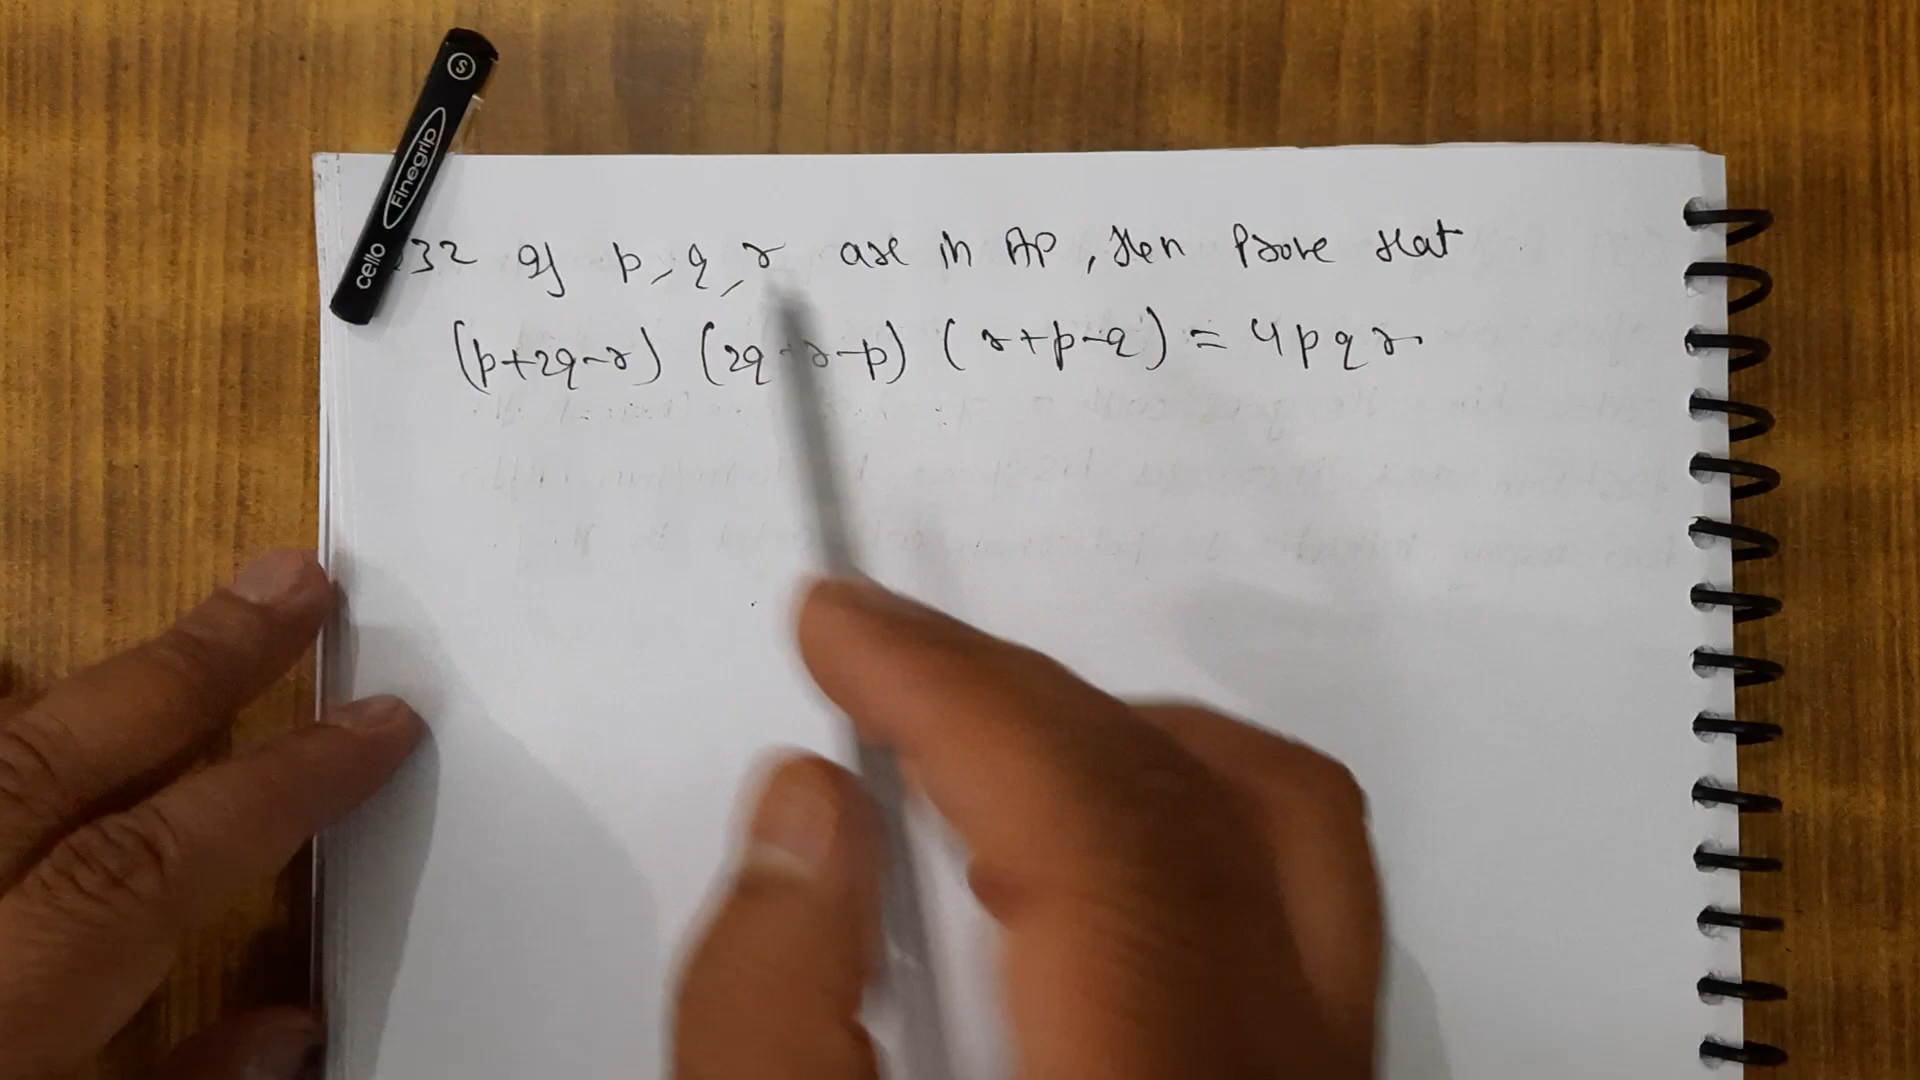 S
Finegrip
cello
32 If p, q, r are in AP, then Prove that
(p+2q-r) (2q+r-p) (r+p-q) = 4pqr.